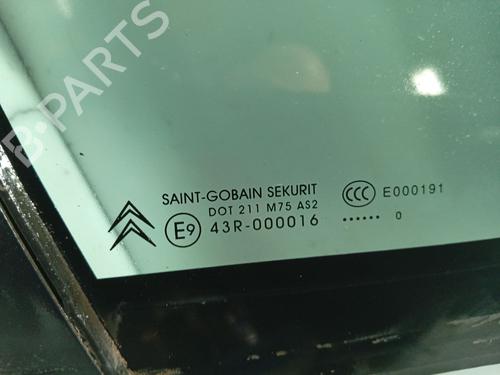 B-PARTS
SAINT-GOBAIN SEKURIT
DOT 211 M75 AS2
E9 43R-000016
CCC E000191
...... 0